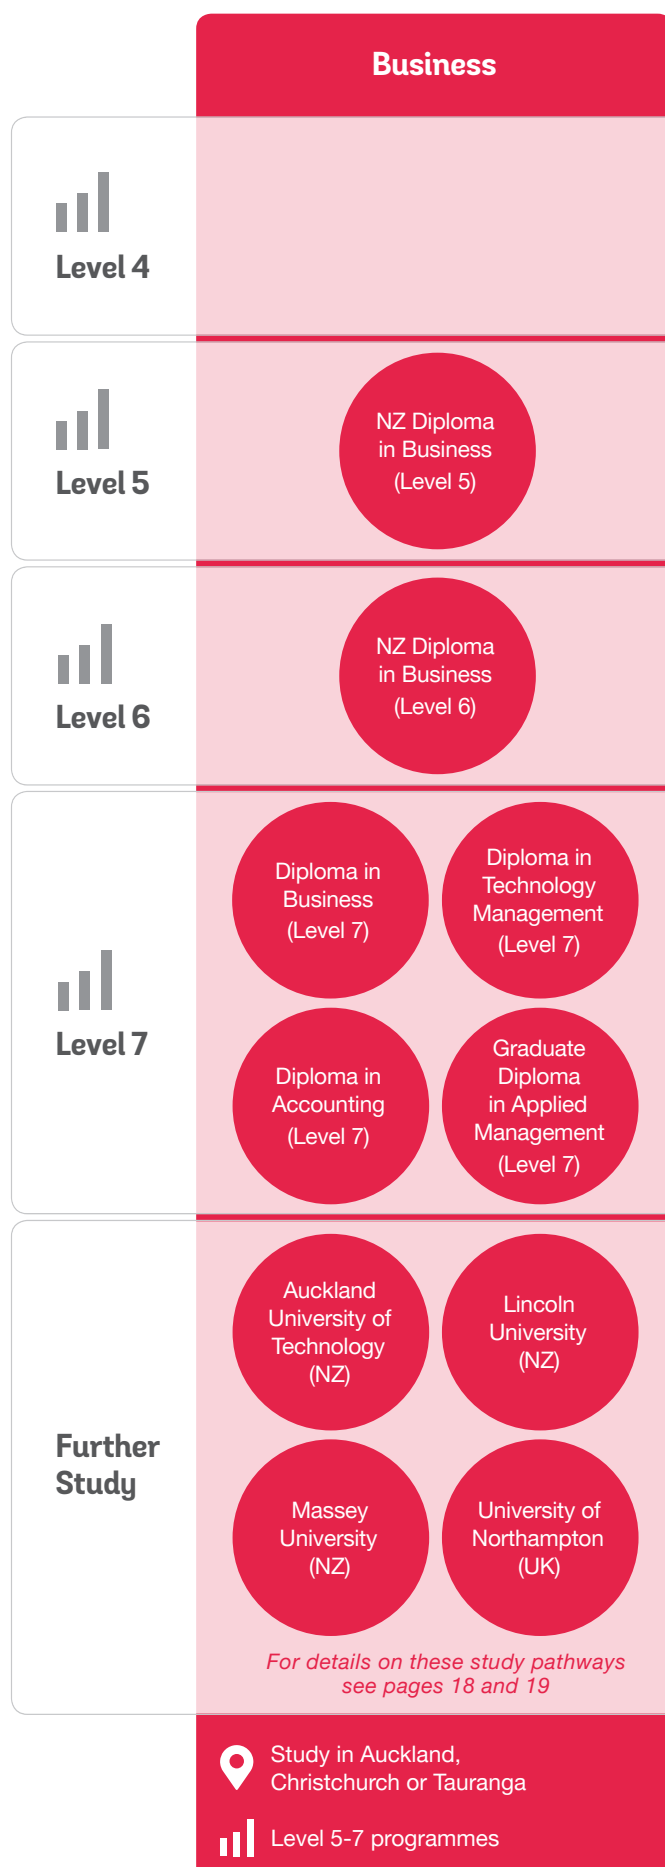 Business
Level 4
Level 5
NZ Diploma
in Business
(Level 5)
Level 6
NZ Diploma
in Business
(Level 6)
Level 7
Diploma in
Business
(Level 7)
Diploma in
Technology
Management
(Level 7)
Diploma in
Accounting
(Level 7)
Graduate
Diploma
in Applied
Management
(Level 7)
Further
Study
Auckland
University of
Technology
(NZ)
Lincoln
University
(NZ)
Massey
University
(NZ)
University of
Northampton
(UK)
For details on these study pathways
see pages 18 and 19
Study in Auckland,
Christchurch or Tauranga
Level 5-7 programmes